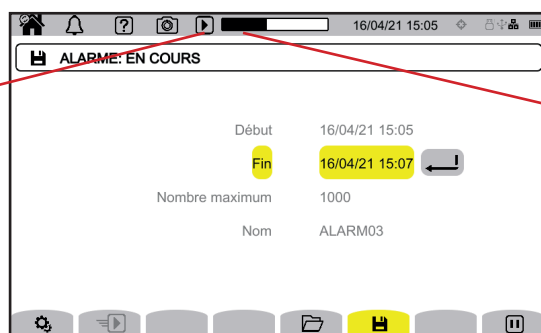 16/04/21 15:05
ALARME: EN COURS
Début 16/04/21 15:05
Fin 16/04/21 15:07
Nombre maximum 1000
Nom ALARM03